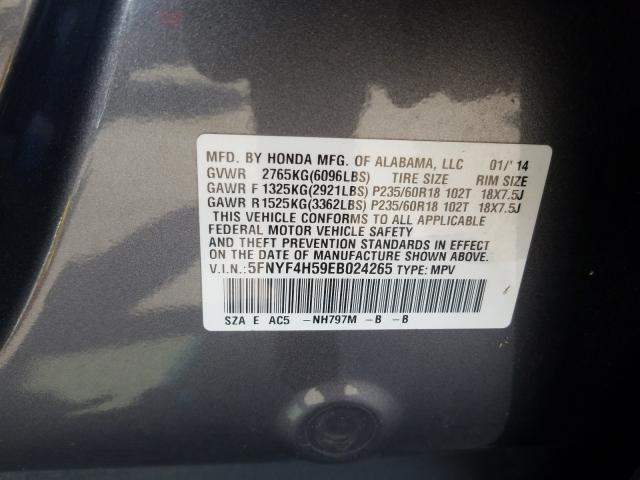 MFD. BY HONDA MFG. OF ALABAMA, LLC 01/'14
GVWR 2765KG(6096LBS) TIRE SIZE RIM SIZE
GAWR F 1325KG(2921LBS) P235/60R18 102T 18X7.5J
GAWR R 1525KG(3362LBS) P235/60R18 102T 18X7.5J
THIS VEHICLE CONFORMS TO ALL APPLICABLE
FEDERAL MOTOR VEHICLE SAFETY
AND THEFT PREVENTION STANDARDS IN EFFECT
ON THE DATE OF MANUFACTURE SHOWN ABOVE.
V.I.N.:5FNYF4H59EB024265 TYPE: MPV
SZA E AC5 -NH797M -B -B